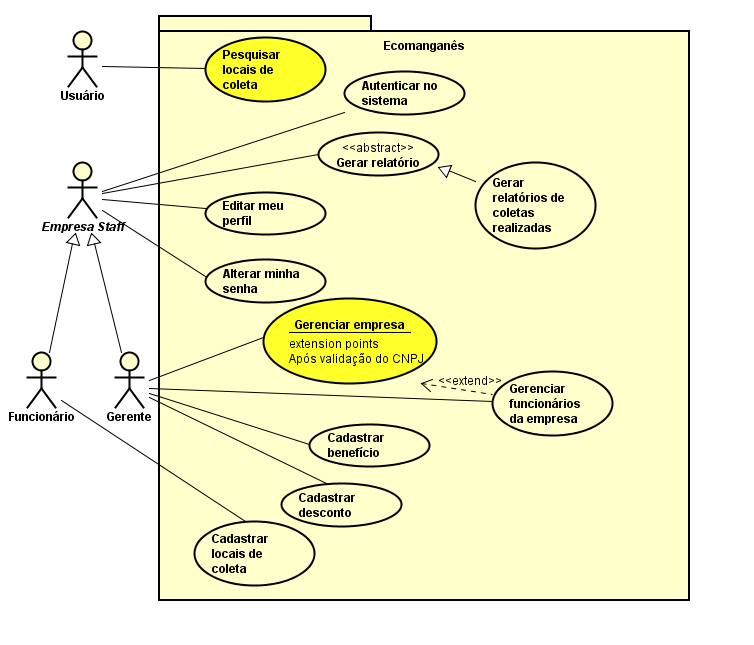 Ecomanganês
Usuário
Pesquisar
locais de
coleta
Autenticar no
sistema
<<abstract>>
Gerar relatório
Gerar
relatórios de
coletas
realizadas
Empresa Staff
Editar meu
perfil
Alterar minha
senha
Gerenciar empresa
extension points
Após validação do CNPJ
<<extend>>
Gerenciar
funcionários
da empresa
Funcionário
Gerente
Cadastrar
benefício
Cadastrar
desconto
Cadastrar
locais de
coleta